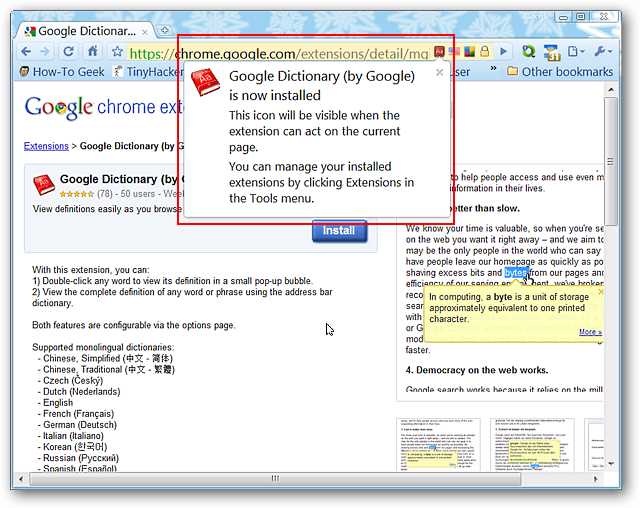 Google Dictionary...
https://chrome.google.com/extensions/detail/mg
How-To Geek
TinyHacker
User
»
Other bookmarks
Google Dictionary (by Google)
is now installed
This icon will be visible when the
extension can act on the current
page.
You can manage your installed
extensions by clicking Extensions in
the Tools menu.
Google chrome ext
Extensions > Google Dictionary (by G
Google Dictionary (by G
(78) - 50 users - Week
View definitions easily as you browse
Install
With this extension, you can:
1) Double-click any word to view its definition in a small pop-up bubble.
2) View the complete definition of any word or phrase using the address bar
dictionary.
Both features are configurable via the options page.
Supported monolingual dictionaries:
- Chinese, Simplified (中文 - 简体)
- Chinese, Traditional (中文 - 繁體)
- Czech (Český)
- Dutch (Nederlands)
- English
- French (Français)
- German (Deutsch)
- Italian (Italiano)
- Korean (한국어)
- Russian (Русский)
- Spanish (Español)
to help people access and use even m
information in their lives.
better than slow.
We know your time is valuable, so when you're se
on the web you want it right away – and we aim to
may be the only people in the world who can say
have people leave our homepage as quickly as po
shaving excess bits and bytes from our pages and
efficiency of our serving environment, we've broken
reco
sear
with
or G
mod
faster.
In computing, a byte is a unit of storage
approximately equivalent to one printed
character.
More »
4. Democracy on the web works.
Google search works because it relies on the mill